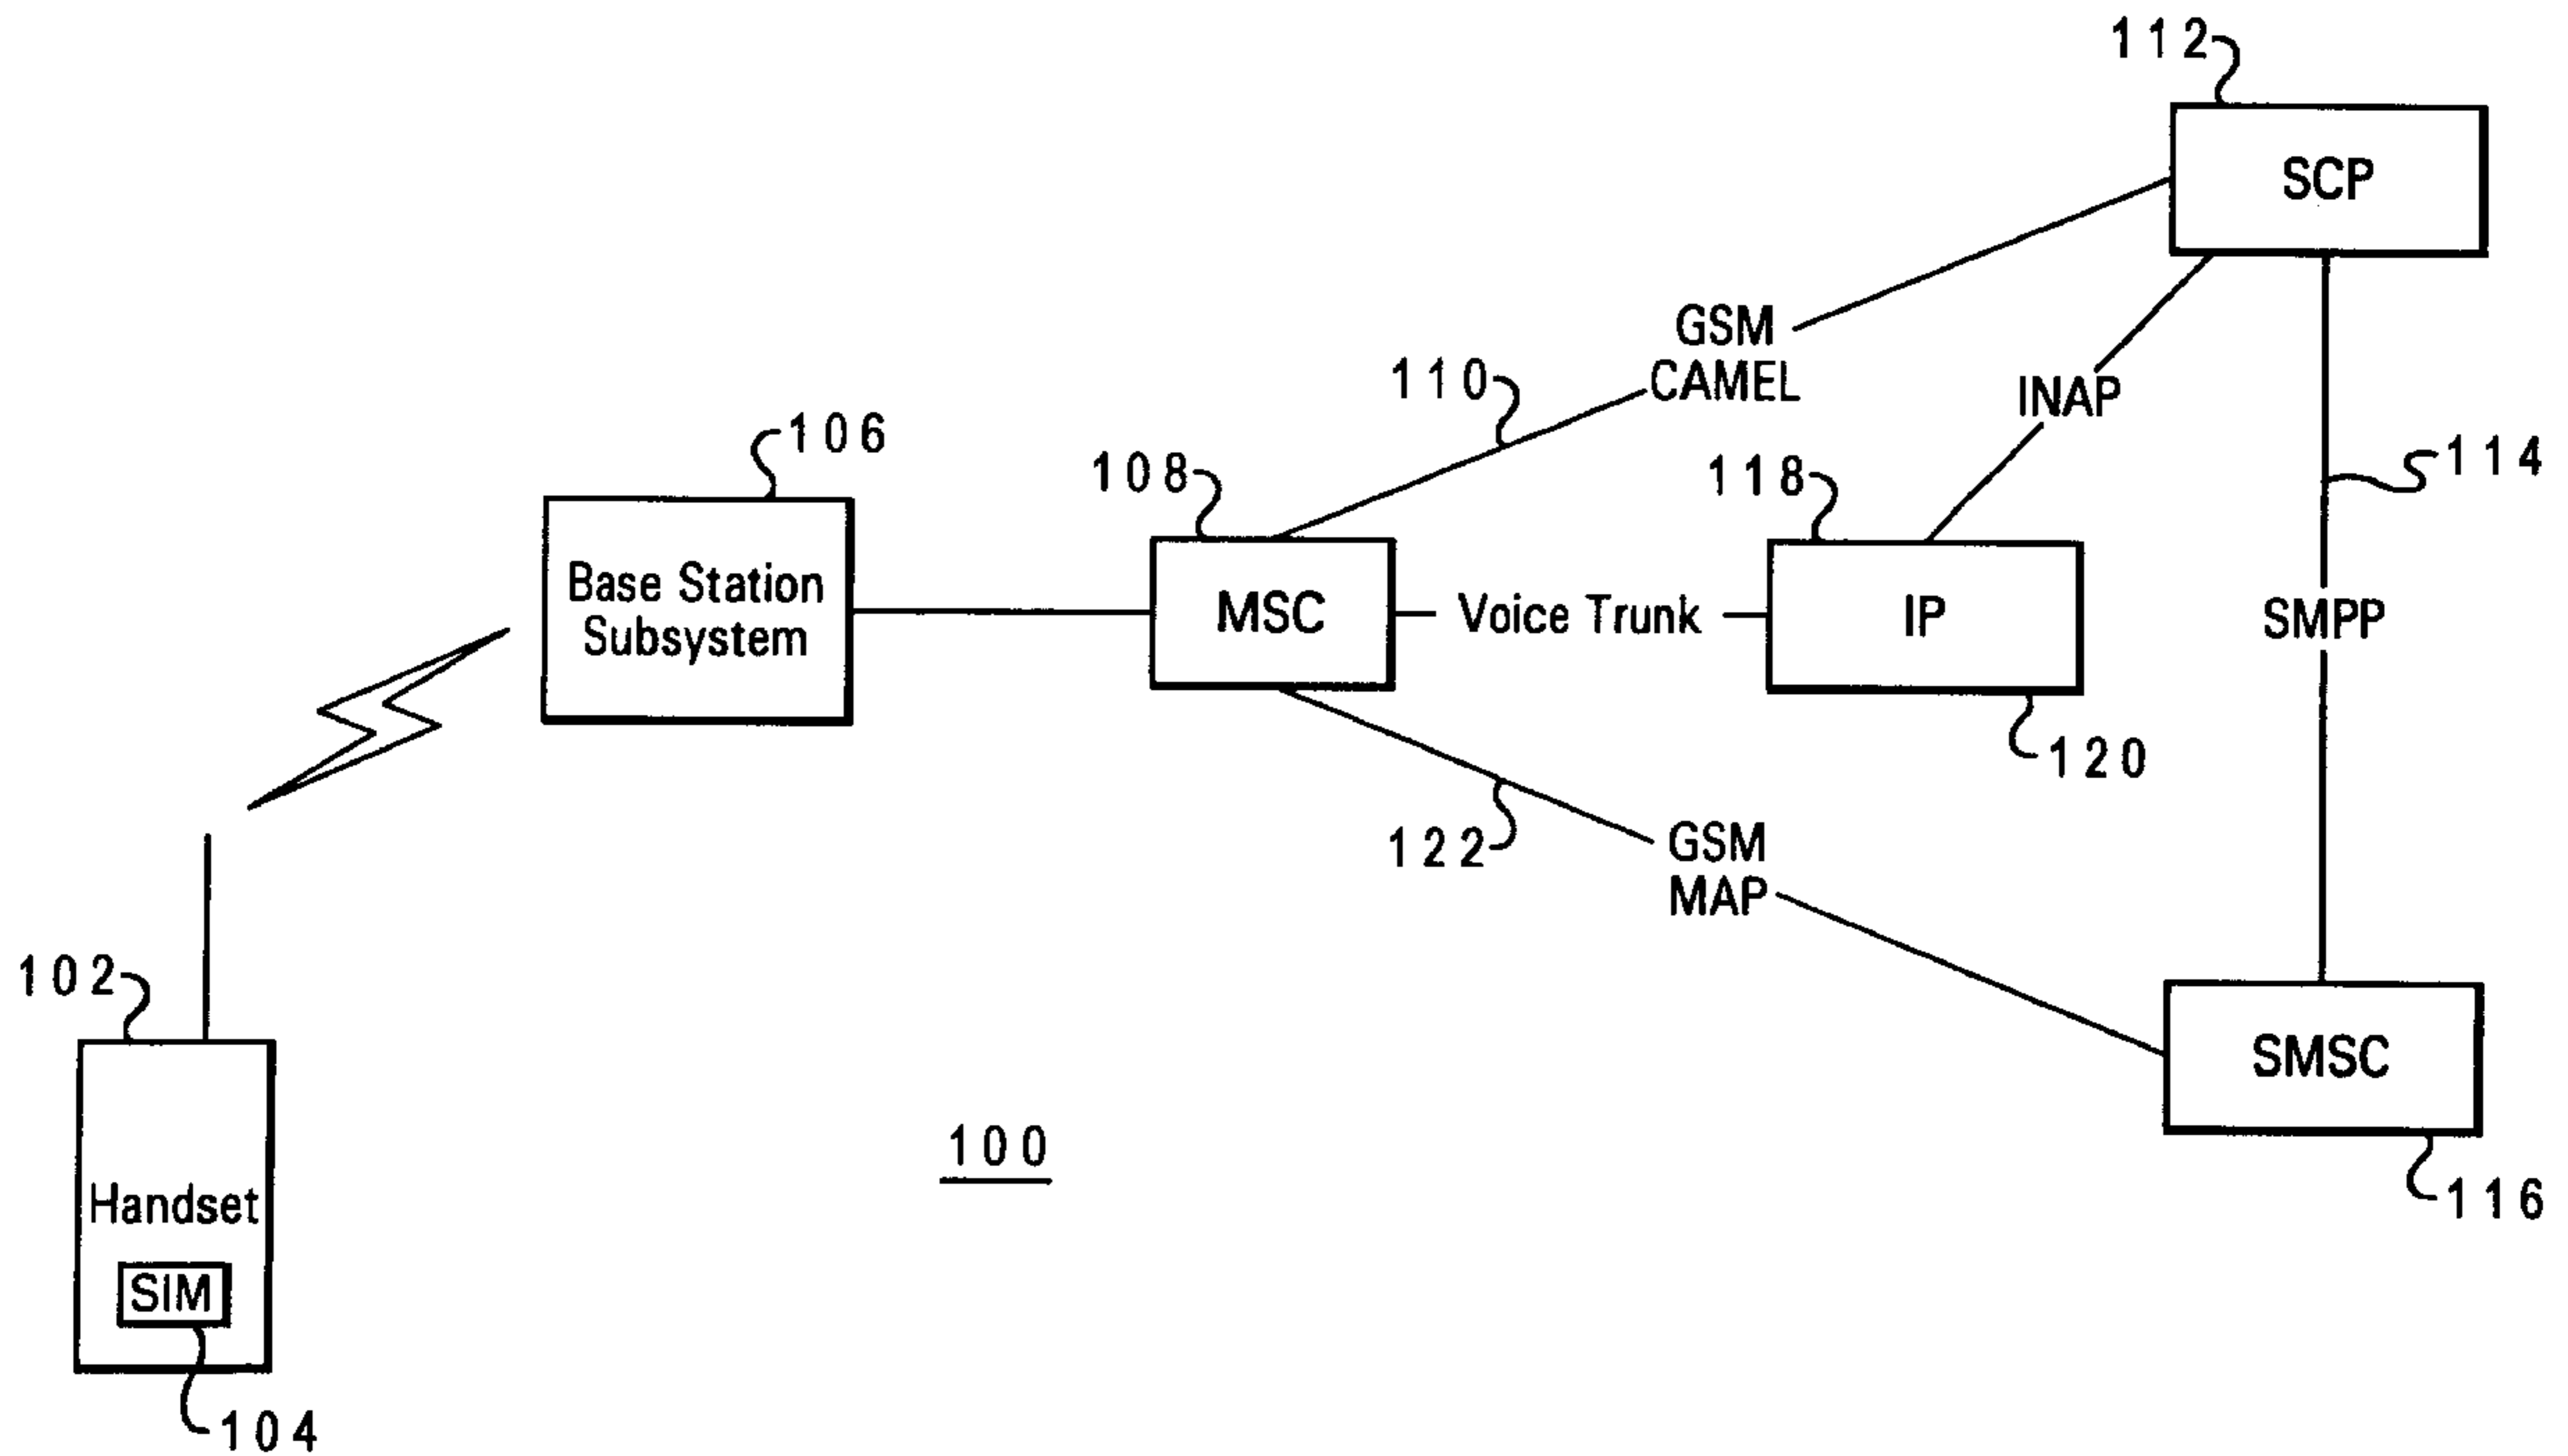 112
SCP
GSM
CAMEL
110
INAP
106
108
118
114
Base Station
Subsystem
MSC
Voice Trunk
IP
SMPP
120
122
GSM
MAP
102
SMSC
100
116
Handset
SIM
104